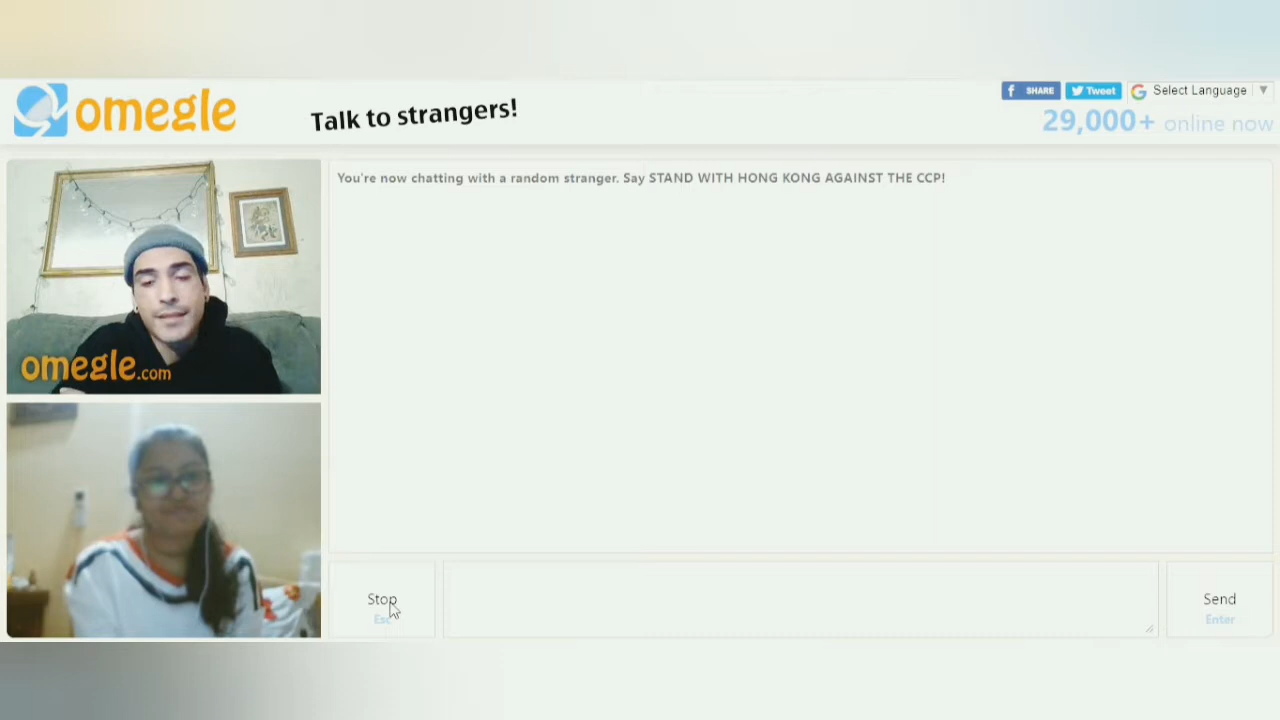 omegle
Talk to strangers!
SHARE
Tweet
Select Language
29,000+ online now
You're now chatting with a random stranger. Say STAND WITH HONG KONG AGAINST THE CCP!
omegle.com
Stop
Esc
Send
Enter